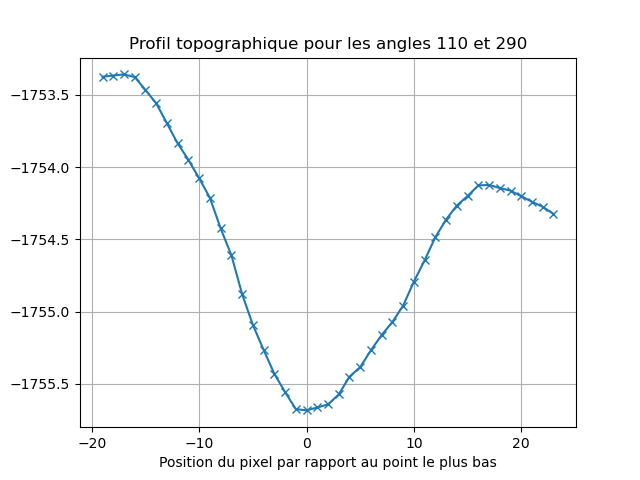 Profil topographique pour les angles 110 et 290
−1753.5
−1754.0
−1754.5
−1755.0
−1755.5
−20 −10 0 10 20
Position du pixel par rapport au point le plus bas